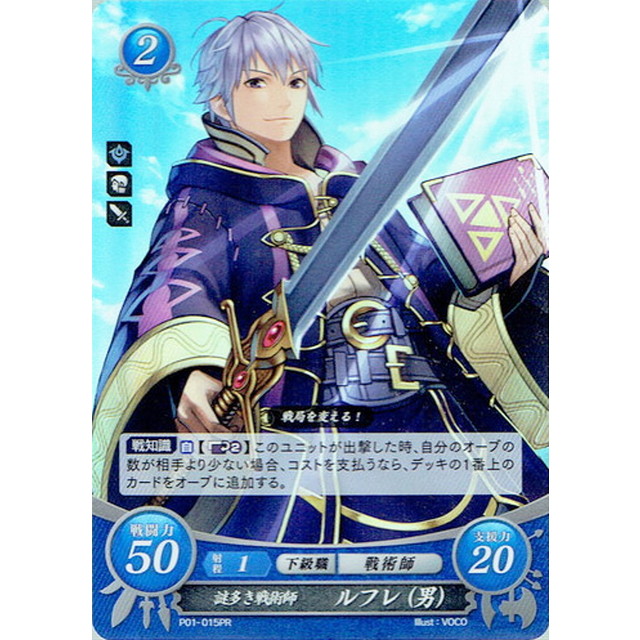 2
戦局を変える!
戦知識 自 【2】このユニットが出撃した時、自分のオーブの
数が相手より少ない場合、コストを支払うなら、デッキの1番上の
カードをオーブに追加する。
戦闘力
50
射程 1
下級職
戦術師
支援力
20
謎多き戦術師
ルフレ(男)
P01-015PR
Illust:VOCO